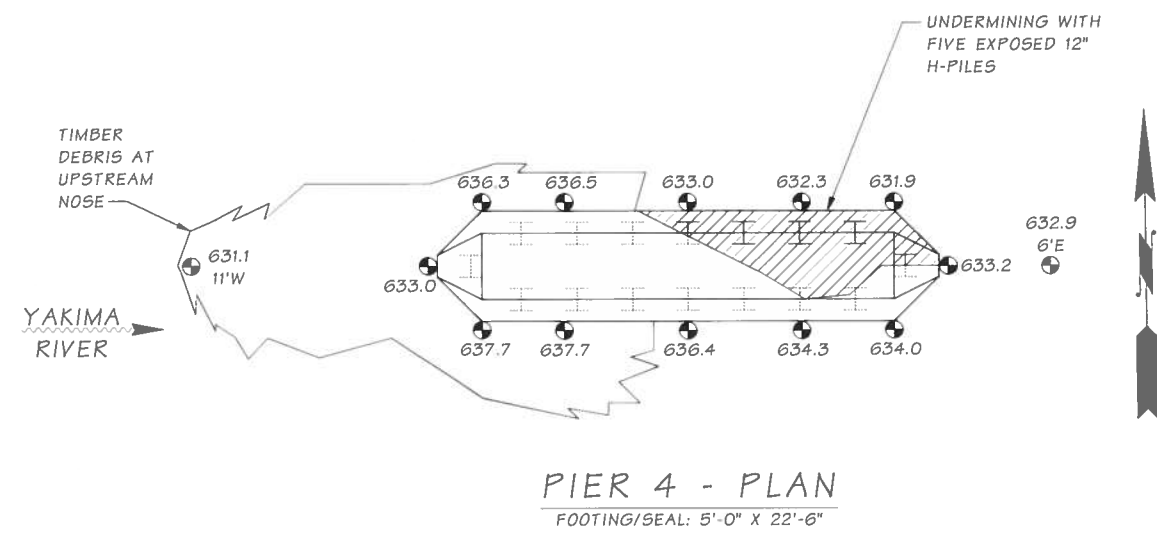 UNDERMINING WITH
FIVE EXPOSED 12"
H-PILES
TIMBER
DEBRIS AT
UPSTREAM
NOSE
636.3
636.5
633.0
632.3
631.9
632.9
6'E
631.1
11'W
633.0
633.2
YAKIMA
RIVER
637.7
637.7
636.4
634.3
634.0
N
PIER 4 - PLAN
FOOTING/SEAL: 5'-0" X 22'-6"